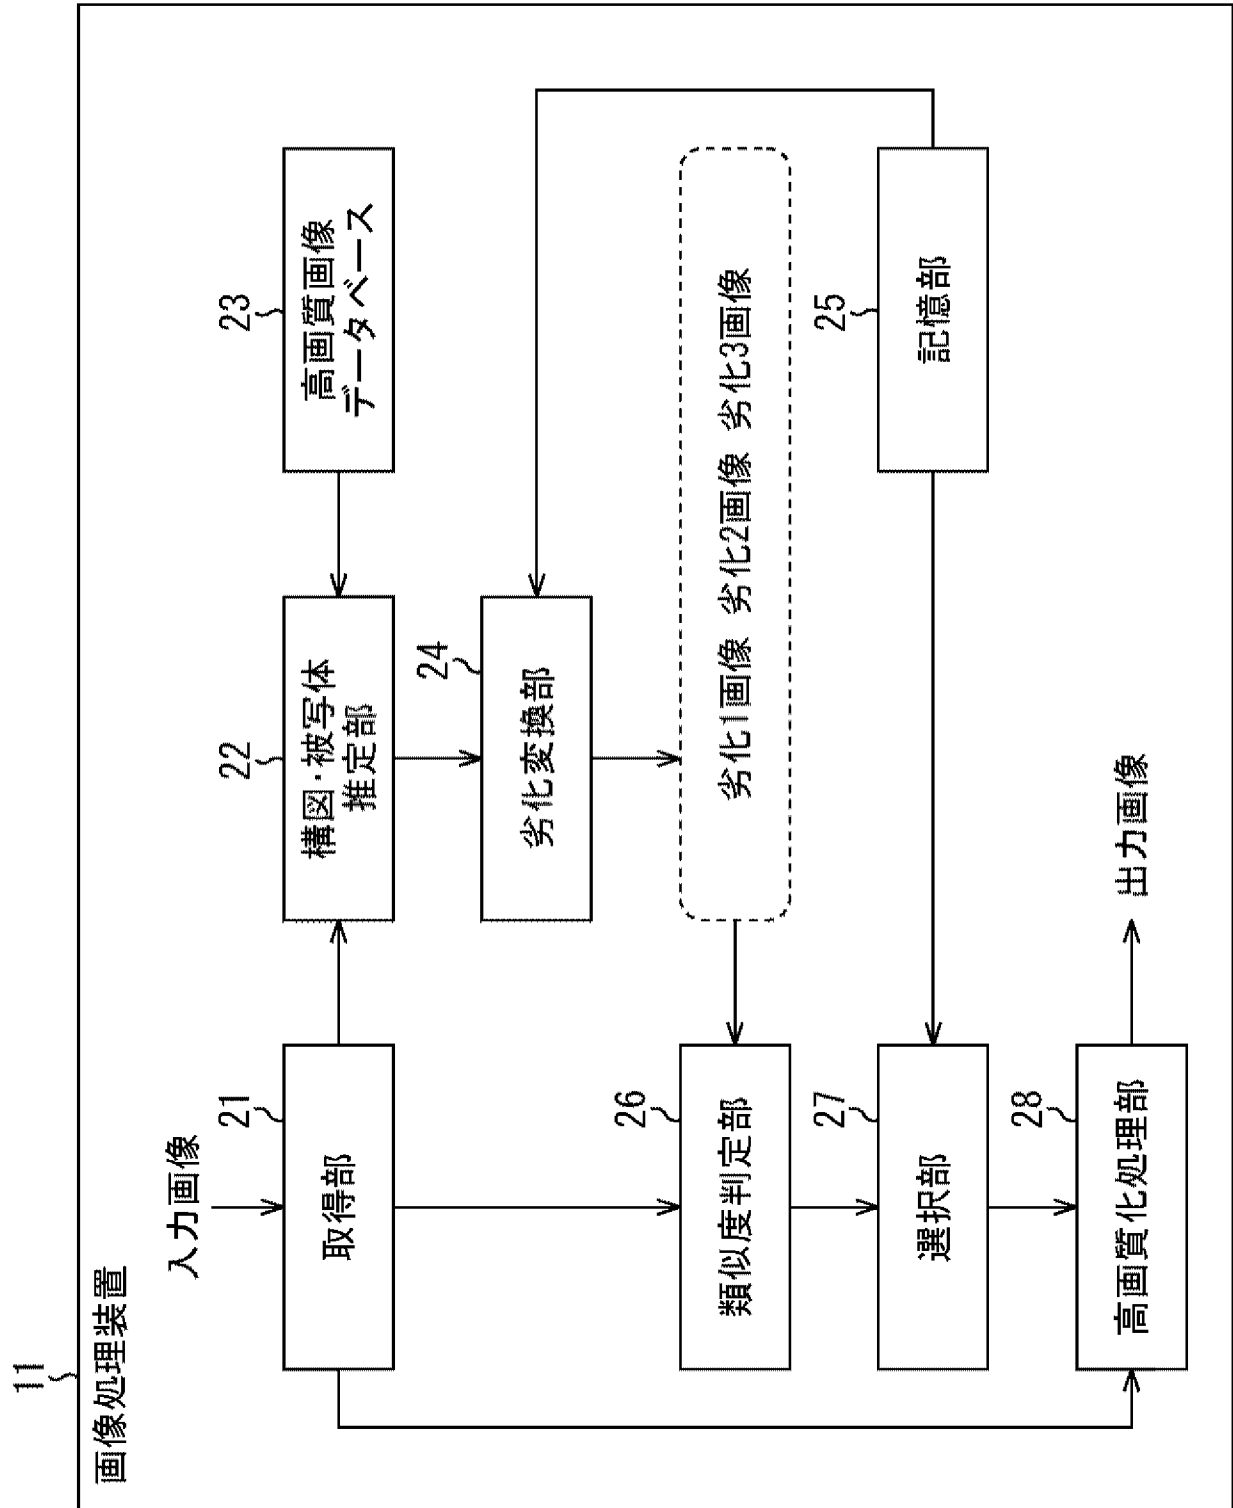 11
画像処理装置
入力画像
21
取得部
22
構図・被写体
推定部
23
高画質画像
データベース
24
劣化変換部
劣化1画像 劣化2画像 劣化3画像
25
記憶部
26
類似度判定部
27
選択部
28
高画質化処理部
出力画像